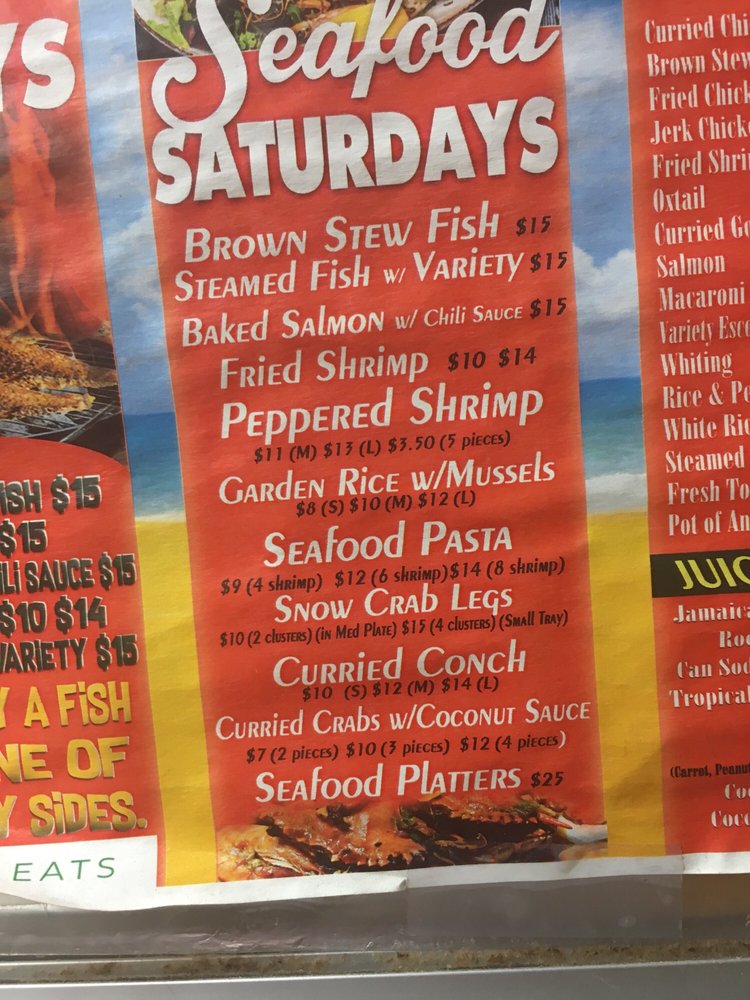 YS
Seafood
SATURDAYS
BROWN STEW FISH $15
STEAMED FISH W/ VARIETY $15
BAKED SALMON W/ CHILI SAUCE $15
FRIED SHRIMP $10 $14
PEPPERED SHRIMP
$11 (M) $13 (L) $3.50 (5 PIECES)
GARDEN RICE W/MUSSELS
$8 (S) $10 (M) $12 (L)
SEAFOOD PASTA
$9 (4 SHRIMP) $12 (6 SHRIMP) $14 (8 SHRIMP)
SNOW CRAB LEGS
$10 (2 CLUSTERS) (IN MED PLATE) $15 (4 CLUSTERS) (SMALL TRAY)
CURRIED CONCH
$10 (S) $12 (M) $14 (L)
CURRIED CRABS W/COCONUT SAUCE
$7 (2 PIECES) $10 (3 PIECES) $12 (4 PIECES)
SEAFOOD PLATTERS $25
ISH $15
$15
ILI SAUCE $15
$10 $14
VARIETY $15
Y A FISH
NE OF
Y SIDES.
EATS
Curried Chi
Brown Stew
Fried Chick
Jerk Chick
Fried Shri
Oxtail
Curried Go
Salmon
Macaroni
Variety Esco
Whiting
Rice & Pe
White Ric
Steamed
Fresh To
Pot of An
JUIC
Jamaica
Roo
Can Sod
Tropica
(Carrot, Peanut
Co
Coco